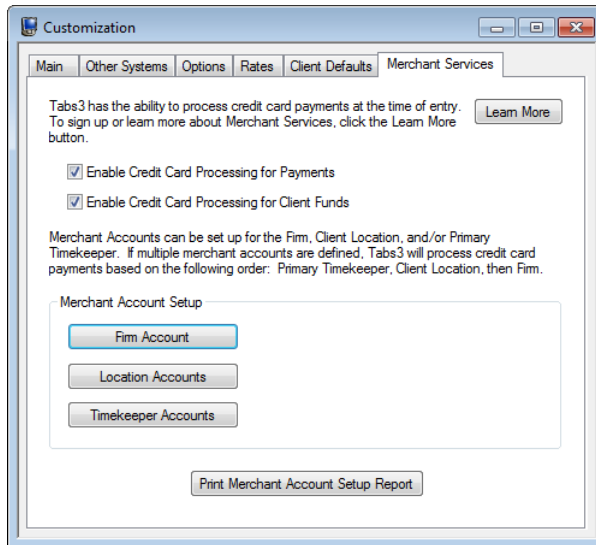 Customization
Main Other Systems Options Rates Client Defaults Merchant Services
Tabs3 has the ability to process credit card payments at the time of entry.
To sign up or learn more about Merchant Services, click the Learn More
button.
Learn More
Enable Credit Card Processing for Payments
Enable Credit Card Processing for Client Funds
Merchant Accounts can be set up for the Firm, Client Location, and/or Primary
Timekeeper. If multiple merchant accounts are defined, Tabs3 will process credit card
payments based on the following order: Primary Timekeeper, Client Location, then Firm.
Merchant Account Setup
Firm Account
Location Accounts
Timekeeper Accounts
Print Merchant Account Setup Report